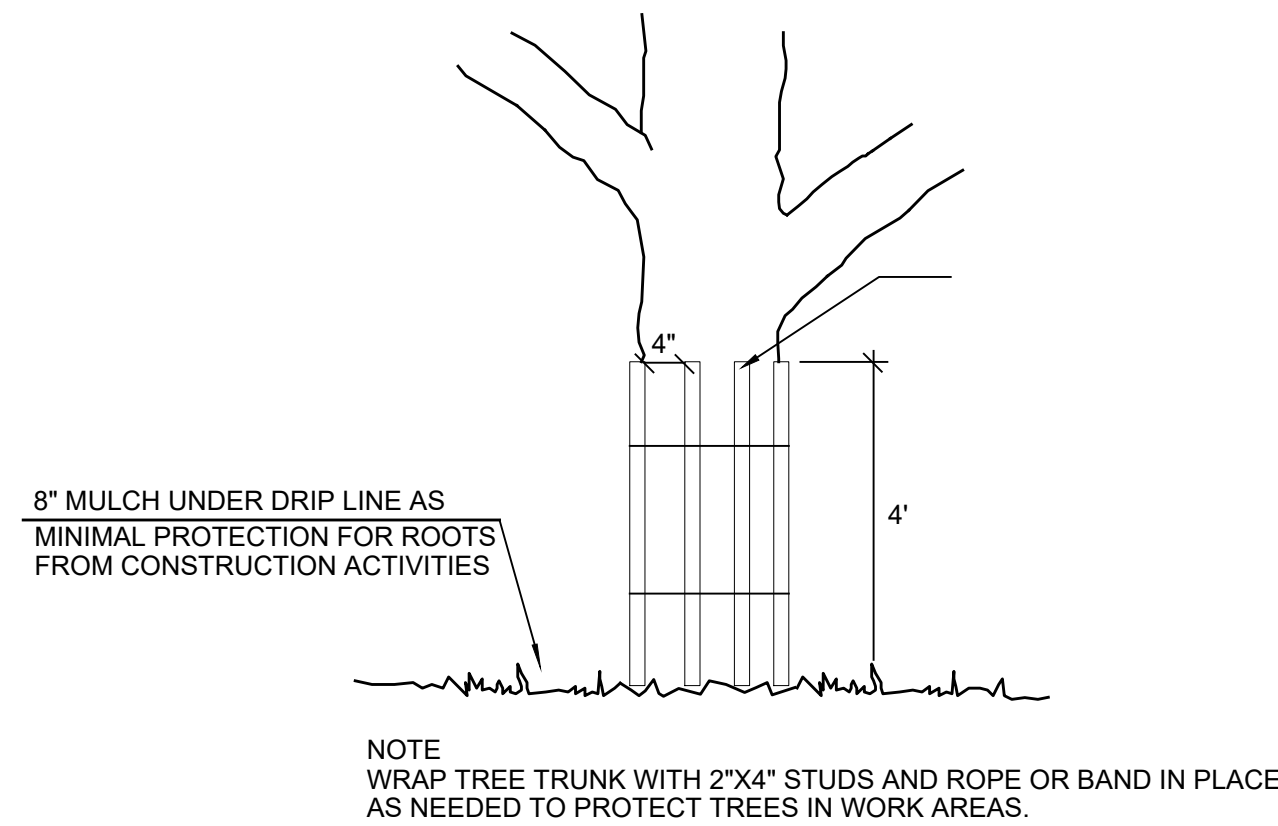 4"
8" MULCH UNDER DRIP LINE AS
MINIMAL PROTECTION FOR ROOTS
FROM CONSTRUCTION ACTIVITIES
4'
NOTE
WRAP TREE TRUNK WITH 2"X4" STUDS AND ROPE OR BAND IN PLACE
AS NEEDED TO PROTECT TREES IN WORK AREAS.